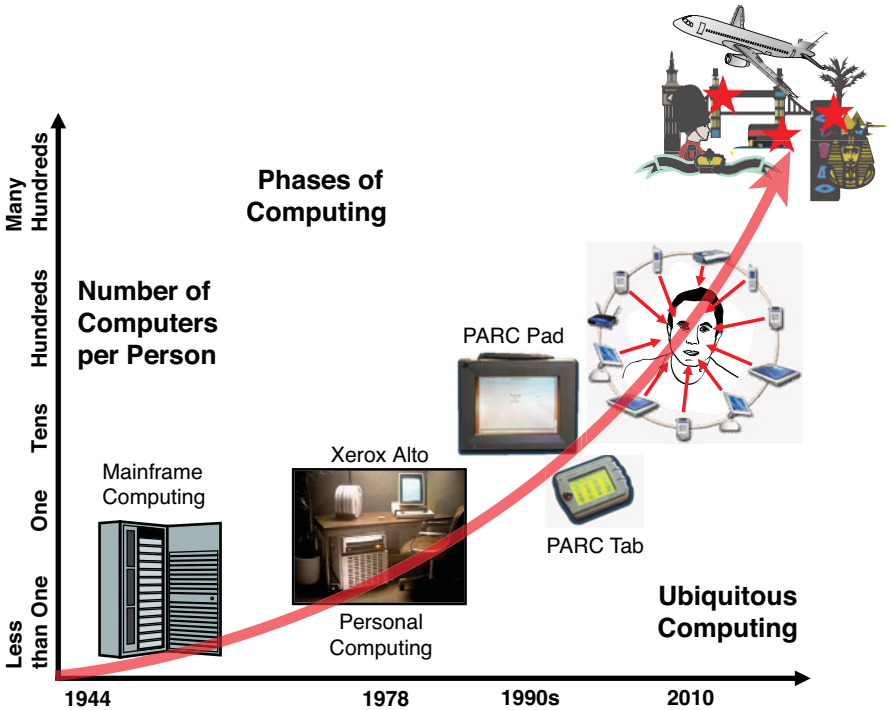 Phases of
Computing
Number of
Computers
per Person
Many
Hundreds
Hundreds
Tens
One
Less
than One
Mainframe
Computing
Xerox Alto
Personal
Computing
PARC Pad
PARC Tab
Ubiquitous
Computing
1944
1978
1990s
2010